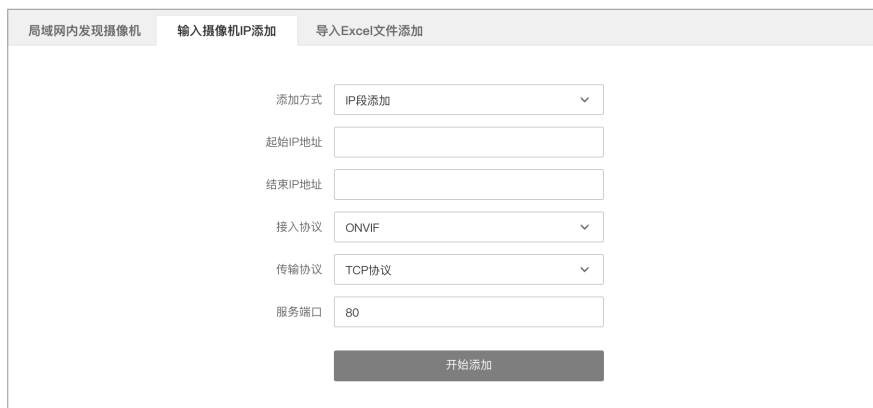 局域网内发现摄像机 输入摄像机IP添加 导入Excel文件添加
添加方式 IP段添加
起始IP地址
结束IP地址
接入协议 ONVIF
传输协议 TCP协议
服务端口 80
开始添加